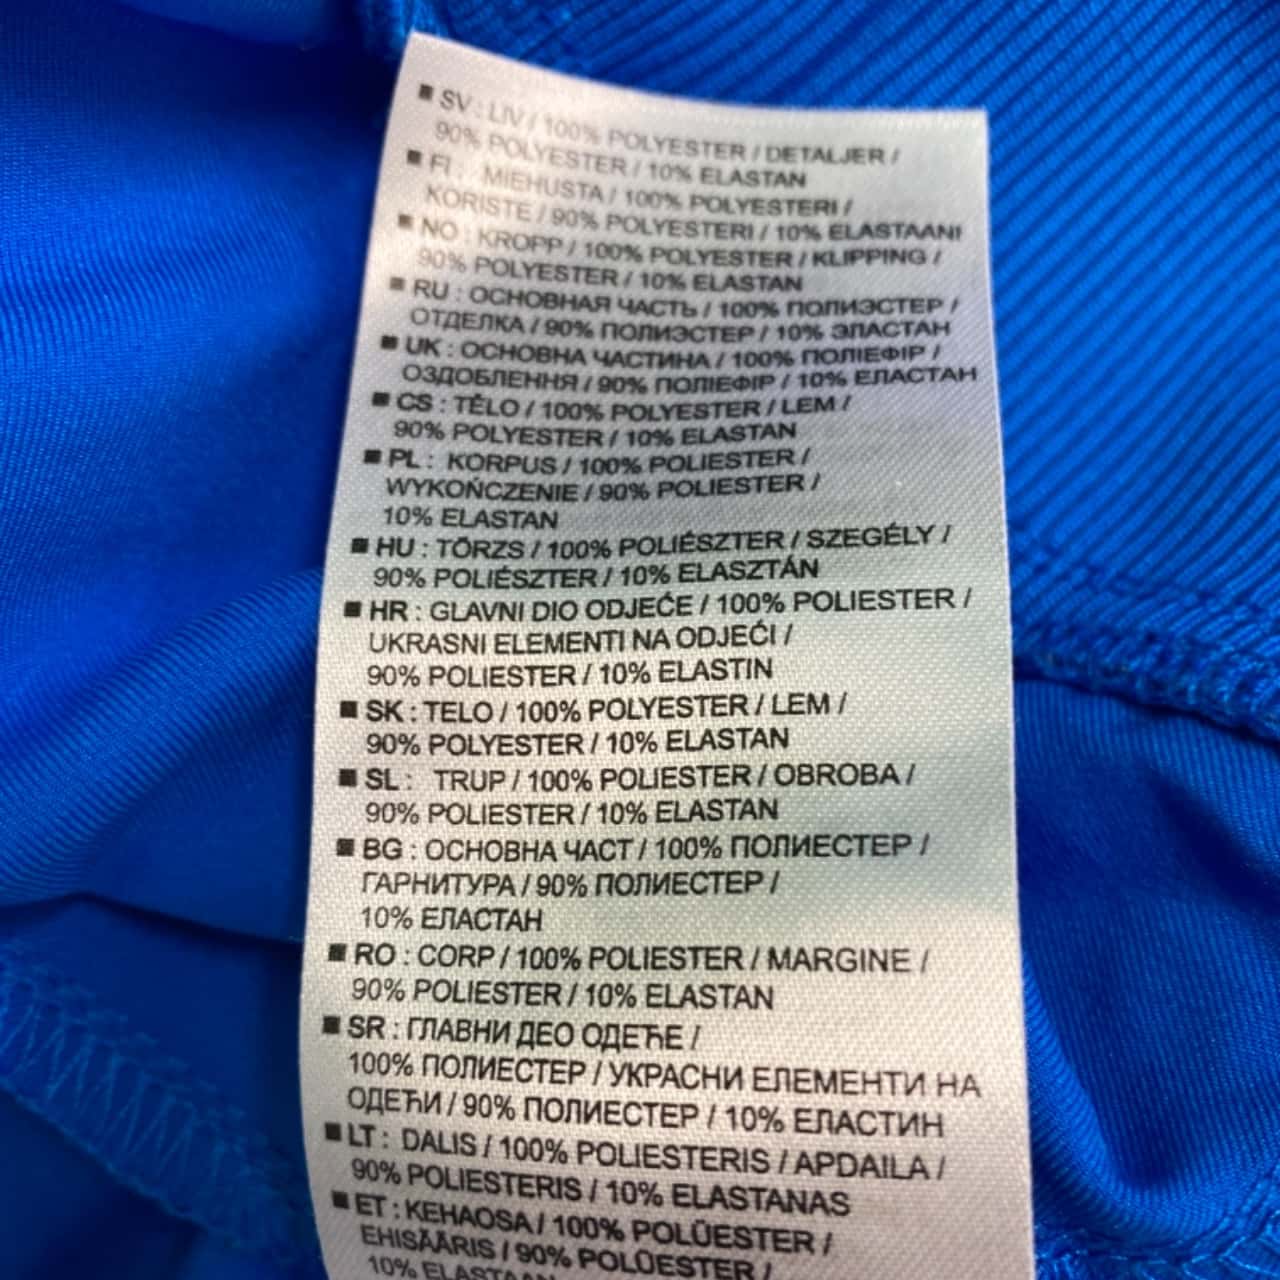 ■ SV : LIV / 100% POLYESTER / DETALJER /
90% POLYESTER / 10% ELASTAN
■ FI : MIEHUSTA / 100% POLYESTERI /
KORISTE / 90% POLYESTERI / 10% ELASTAANI
■ NO : KROPP / 100% POLYESTER / KLIPPING /
90% POLYESTER / 10% ELASTAN
■ RU : ОСНОВНАЯ ЧАСТЬ / 100% ПОЛИЭСТЕР /
ОТДЕЛКА / 90% ПОЛИЭСТЕР / 10% ЭЛАСТАН
■ UK : ОСНОВНА ЧАСТИНА / 100% ПОЛІЕФІР /
ОЗДОБЛЕННЯ / 90% ПОЛІЕФІР / 10% ЕЛАСТАН
■ CS : TĚLO / 100% POLYESTER / LEM /
90% POLYESTER / 10% ELASTAN
■ PL : KORPUS / 100% POLIESTER /
WYKOŃCZENIE / 90% POLIESTER /
10% ELASTAN
■ HU : TÖRZS / 100% POLIÉSZTER / SZEGÉLY /
90% POLIÉSZTER / 10% ELASZTÁN
■ HR : GLAVNI DIO ODJEĆE / 100% POLIESTER /
UKRASNI ELEMENTI NA ODJEĆI /
90% POLIESTER / 10% ELASTIN
■ SK : TELO / 100% POLYESTER / LEM /
90% POLYESTER / 10% ELASTAN
■ SL : TRUP / 100% POLIESTER / OBROBA /
90% POLIESTER / 10% ELASTAN
■ BG : ОСНОВНА ЧАСТ / 100% ПОЛИЕСТЕР /
ГАРНИТУРА / 90% ПОЛИЕСТЕР /
10% ЕЛАСТАН
■ RO : CORP / 100% POLIESTER / MARGINE /
90% POLIESTER / 10% ELASTAN
■ SR : ГЛАВНИ ДЕО ОДЕЋЕ /
100% ПОЛИЕСТЕР / УКРАСНИ ЕЛЕМЕНТИ НА
ОДЕЋИ / 90% ПОЛИЕСТЕР / 10% ЕЛАСТИН
■ LT : DALIS / 100% POLIESTERIS / APDAILA /
90% POLIESTERIS / 10% ELASTANAS
■ ET : KEHAOSA / 100% POLÜESTER /
EHISÄÄRIS / 90% POLÜESTER /
10% ELASTAAN